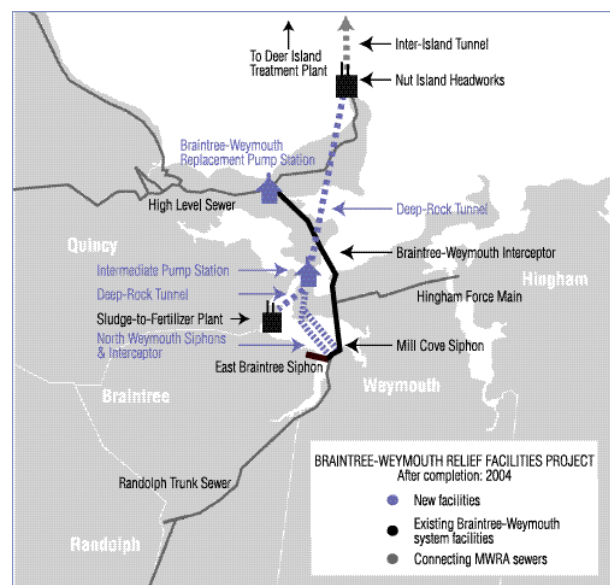 To Deer Island
Treatment Plant
Inter-Island Tunnel
Nut Island Headworks
Braintree-Weymouth
Replacement Pump Station
High Level Sewer
Deep-Rock Tunnel
Quincy
Braintree-Weymouth Interceptor
Intermediate Pump Station
Hingham
Deep-Rock Tunnel
Hingham Force Main
Sludge-to-Fertilizer Plant
North Weymouth Siphons
& Interceptor
Mill Cove Siphon
East Braintree Siphon
Weymouth
Braintree
Randolph Trunk Sewer
Randolph
BRAINTREE-WEYMOUTH RELIEF FACILITIES PROJECT
After completion: 2004
New facilities
Existing Braintree-Weymouth
system facilities
Connecting MWRA sewers